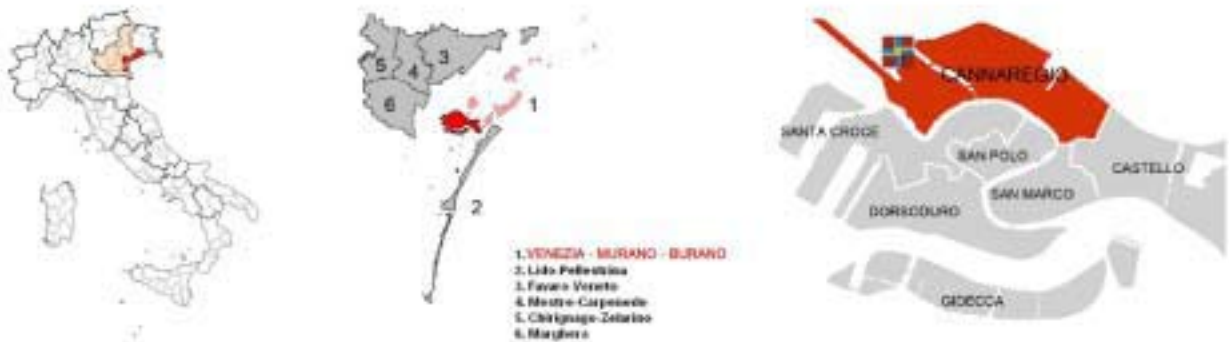 5
4
3
6
1
2
1. VENEZIA - MURANO - BURANO
2. Lido-Pellestrina
3. Favaro Veneto
4. Mestre-Carpenedo
5. Chirignago-Zelarino
6. Marghera
CANNAREGIO
SANTA CROCE
SAN POLO
CASTELLO
SAN MARCO
DORSODURO
GIDECCA